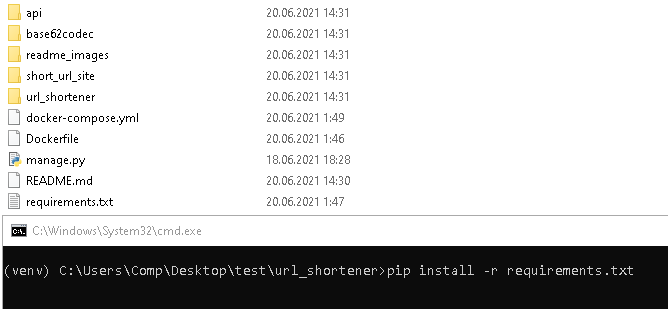 api 20.06.2021 14:31
base62codec 20.06.2021 14:31
readme_images 20.06.2021 14:31
short_url_site 20.06.2021 14:31
url_shortener 20.06.2021 14:31
docker-compose.yml 20.06.2021 1:49
Dockerfile 20.06.2021 1:46
manage.py 18.06.2021 18:28
README.md 20.06.2021 14:30
requirements.txt 20.06.2021 1:47
C:\Windows\System32\cmd.exe
(venv) C:\Users\Comp\Desktop\test\url_shortener>pip install -r requirements.txt